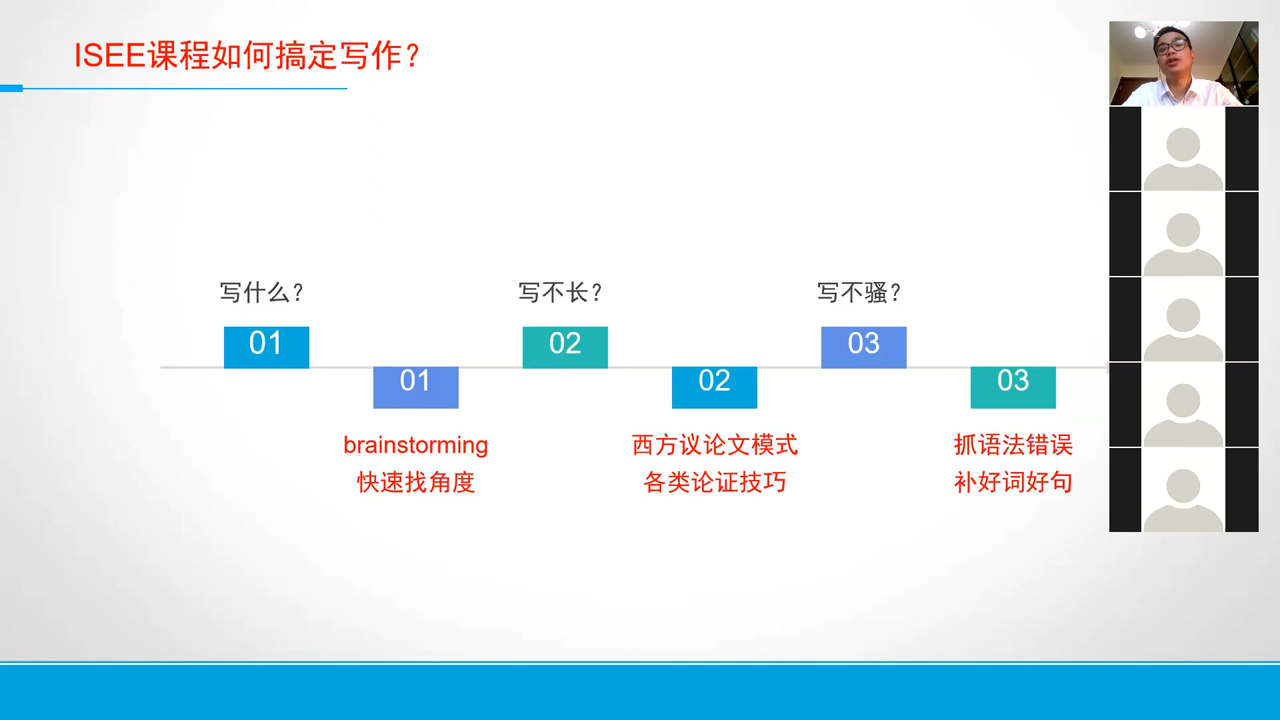 ISEE课程如何搞定写作？
写什么？
01
01
brainstorming
快速找角度
写不长？
02
02
西方议论文模式
各类论证技巧
写不骚？
03
03
抓语法错误
补好词好句